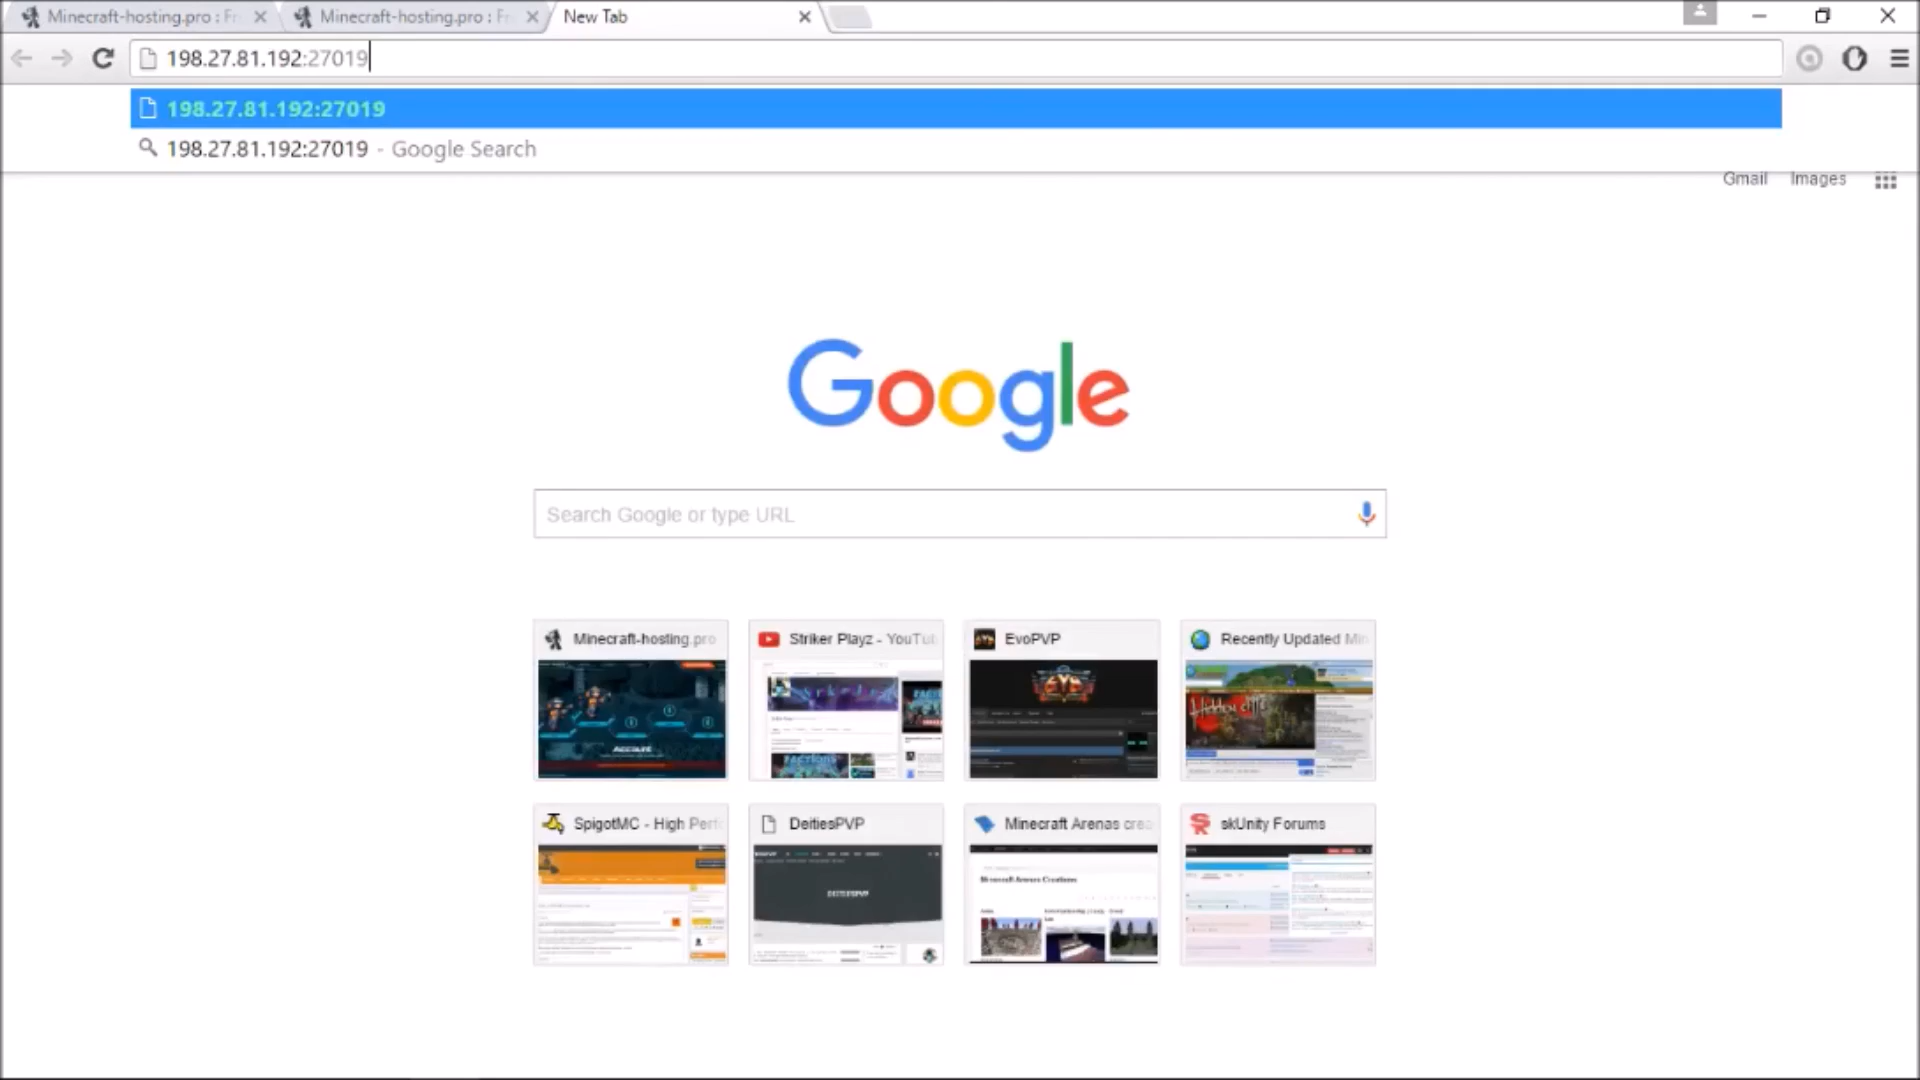 Minecraft-hosting.pro : Fr
Minecraft-hosting.pro : Fr
New Tab
198.27.81.192:27019
198.27.81.192:27019
198.27.81.192:27019 - Google Search
Gmail Images
Google
Search Google or type URL
Minecraft-hosting.pro
Striker Playz - YouTu
EvoPVP
Recently Updated Min
SpigotMC - High Perf
DeitiesPVP
Minecraft Arenas crea
skUnity Forums